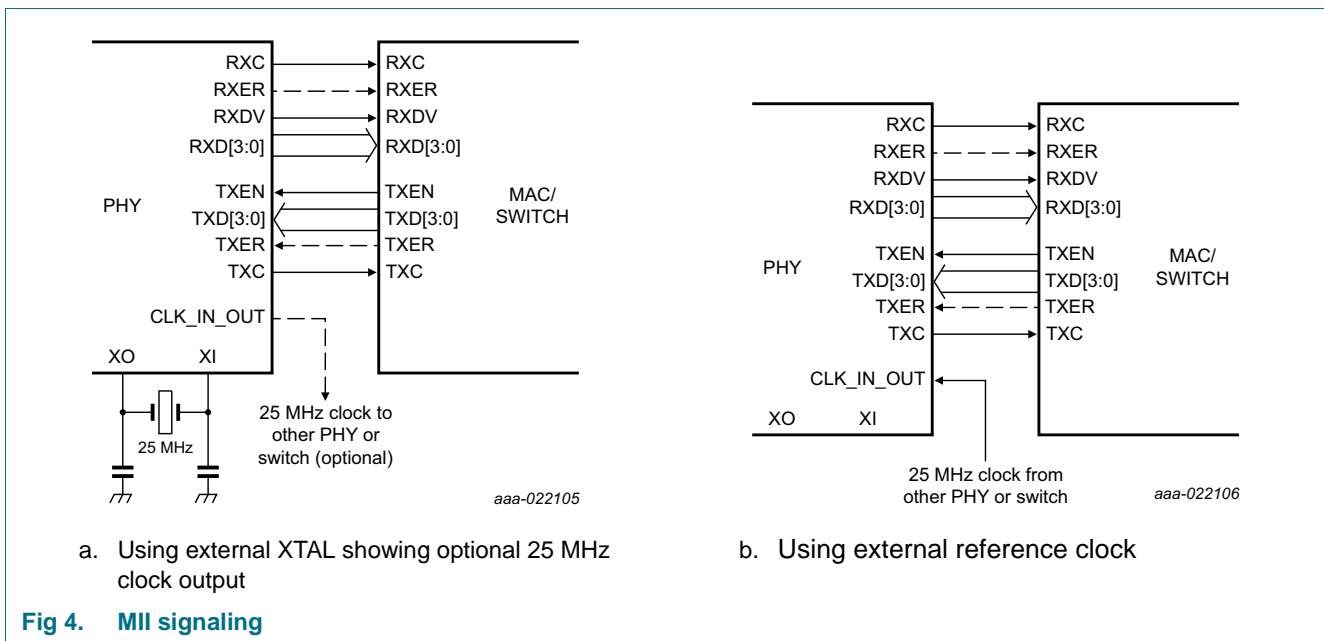 RXC
RXER
RXDV
RXD[3:0]
TXEN
TXD[3:0]
TXER
TXC
CLK_IN_OUT
PHY
XO
XI
25 MHz
RXC
RXER
RXDV
RXD[3:0]
TXEN
TXD[3:0]
TXER
TXC
MAC/
SWITCH
25 MHz clock to
other PHY or
switch (optional)
aaa-022105
a. Using external XTAL showing optional 25 MHz
clock output
RXC
RXER
RXDV
RXD[3:0]
TXEN
TXD[3:0]
TXER
TXC
CLK_IN_OUT
PHY
XO
XI
RXC
RXER
RXDV
RXD[3:0]
TXEN
TXD[3:0]
TXER
TXC
MAC/
SWITCH
25 MHz clock from
other PHY or switch
aaa-022106
b. Using external reference clock
Fig 4. MII signaling